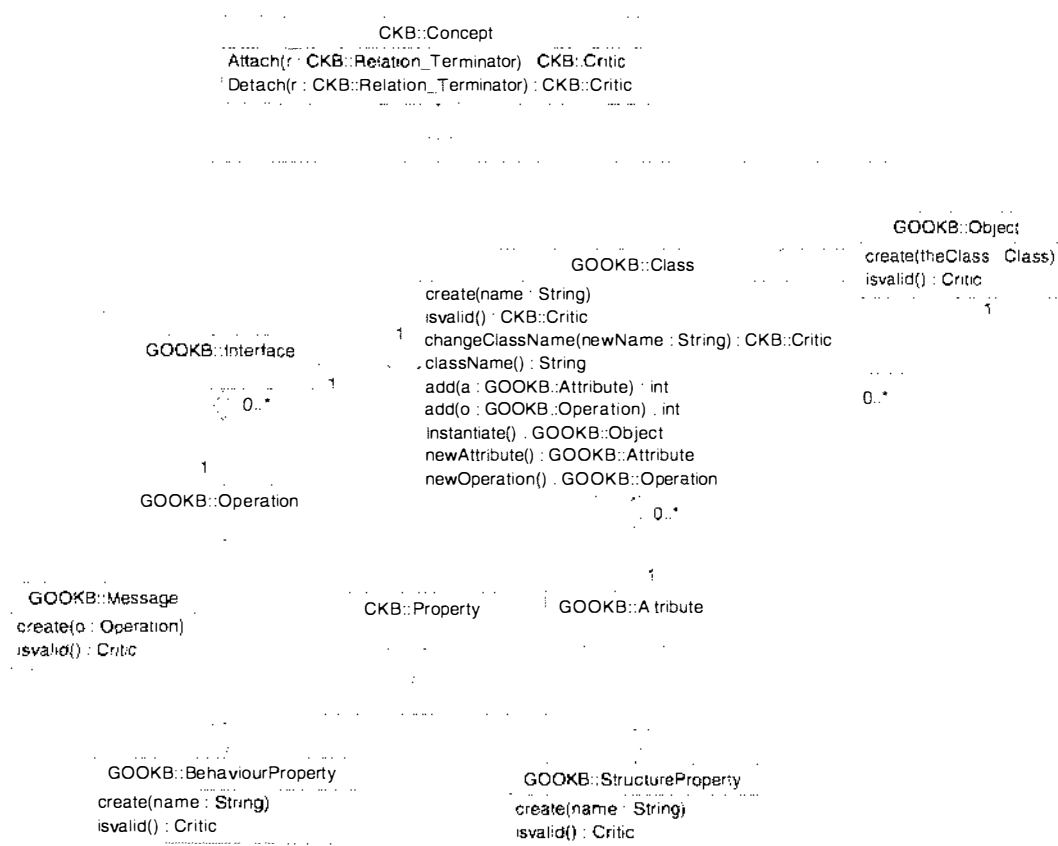 CKB::Concept
Attach(r : CKB::Relation_Terminator) CKB::Critic
Detach(r : CKB::Relation_Terminator) : CKB::Critic
GOOKB::Object
create(theClass Class)
isvalid() : Critic
1
0..*
GOOKB::Class
create(name : String)
isvalid() : CKB::Critic
changeClassName(newName : String) : CKB::Critic
className() : String
add(a : GOOKB::Attribute) : int
add(o : GOOKB::Operation) . int
Instantiate() . GOOKB::Object
newAttribute() : GOOKB::Attribute
newOperation() . GOOKB::Operation
1
0..*
1
GOOKB::Interface
1
0..*
1
GOOKB::Operation
GOOKB::Message
create(o : Operation)
isvalid() : Critic
CKB::Property
GOOKB::A tribute
GOOKB::BehaviourProperty
create(name : String)
isvalid() : Critic
GOOKB::StructureProperty
create(name : String)
isvalid() : Critic